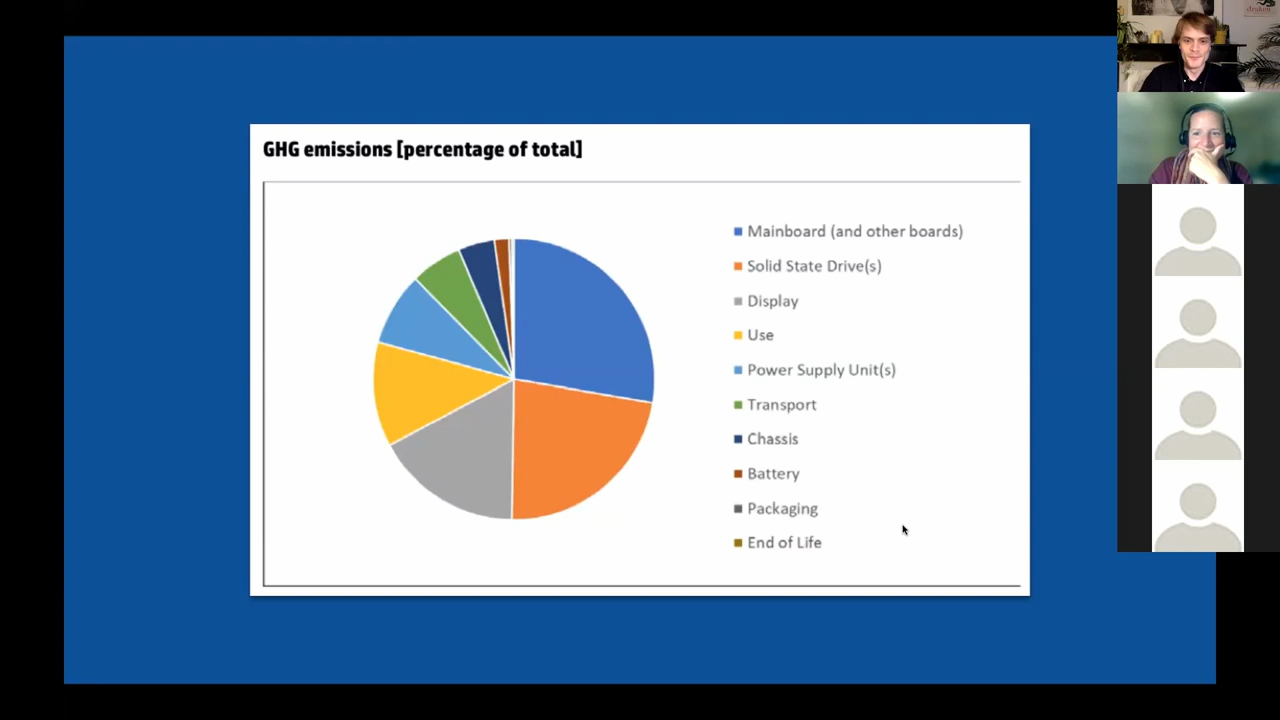 GHG emissions [percentage of total]
Mainboard (and other boards)
Solid State Drive(s)
Display
Use
Power Supply Unit(s)
Transport
Chassis
Battery
Packaging
End of Life